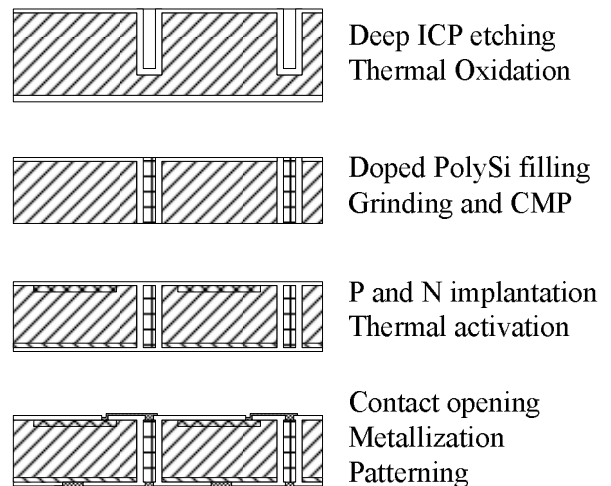 Deep ICP etching
Thermal Oxidation
Doped PolySi filling
Grinding and CMP
P and N implantation
Thermal activation
Contact opening
Metallization
Patterning